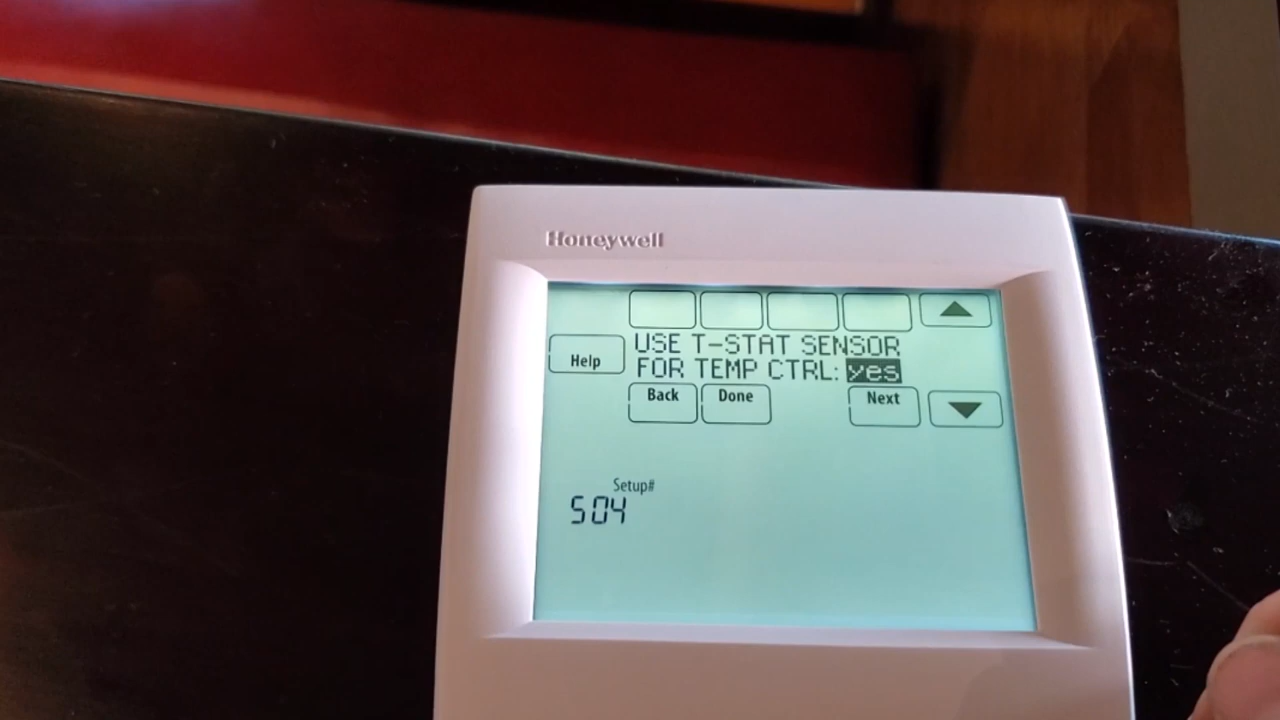 Honeywell
Help
USE T-STAT SENSOR
FOR TEMP CTRL: yes
Back Done Next
Setup#
504